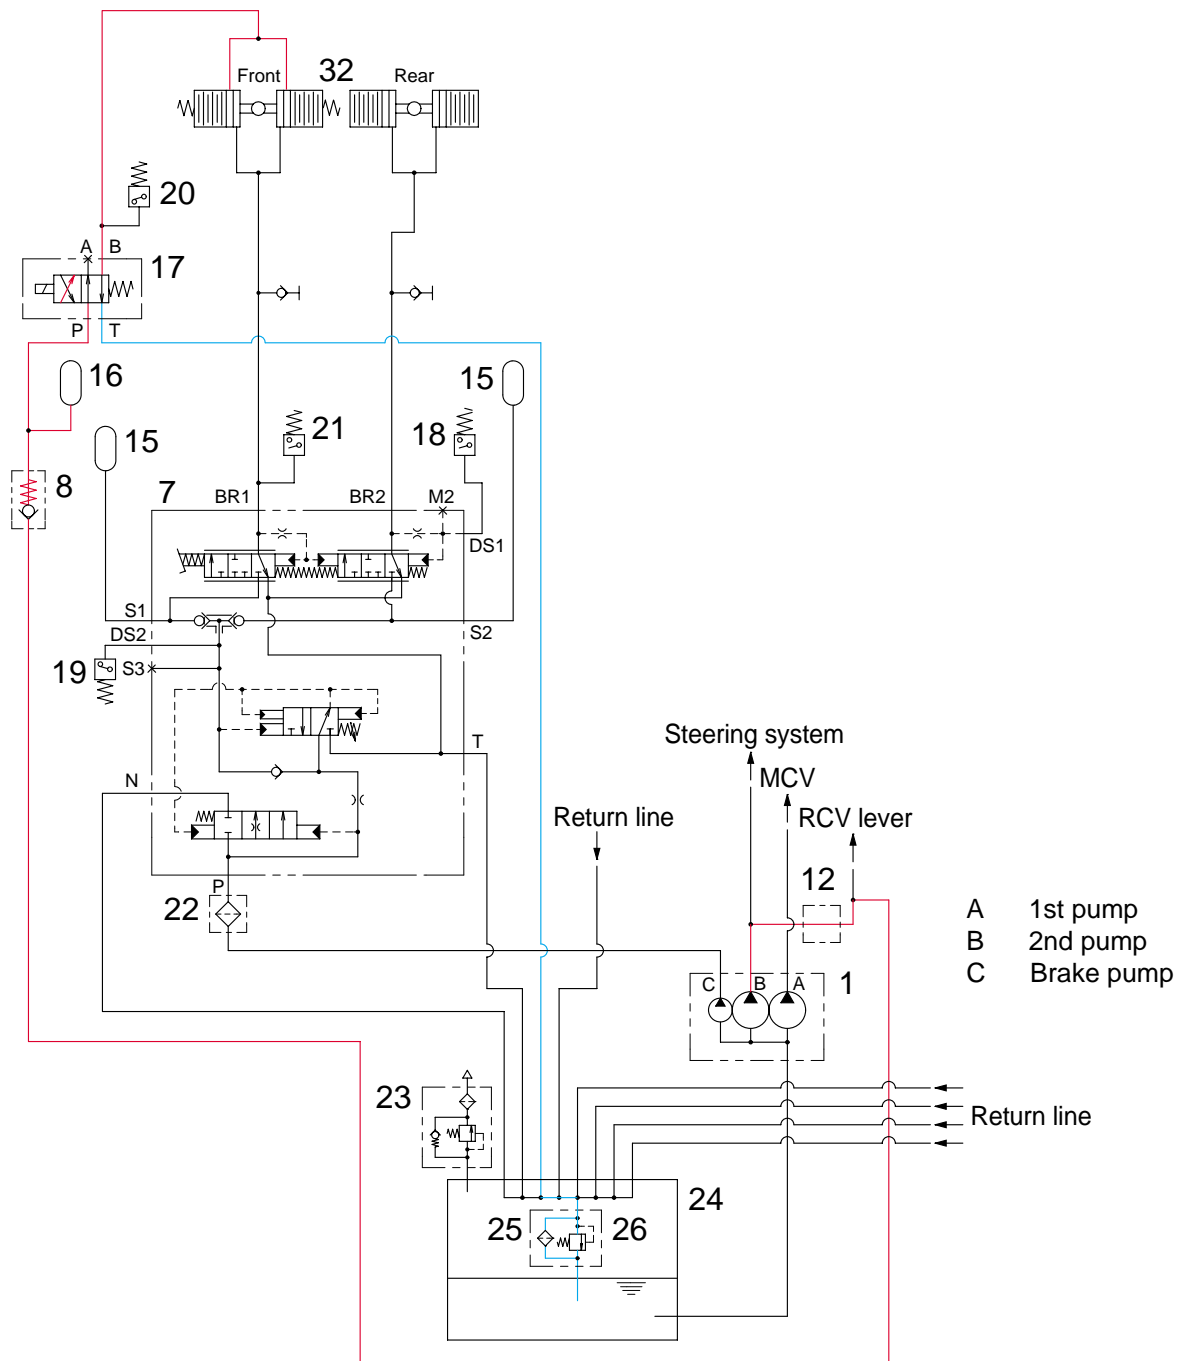 Front 32 Rear
20
A B
17
P T
16
15
21
18
15
8
7
BR1
BR2
M2
DS1
S1
S2
DS2
19
S3
T
N
Steering system
MCV
RCV lever
Return line
P
22
12
A 1st pump
B 2nd pump
C Brake pump
C B A 1
23
Return line
24
25
26